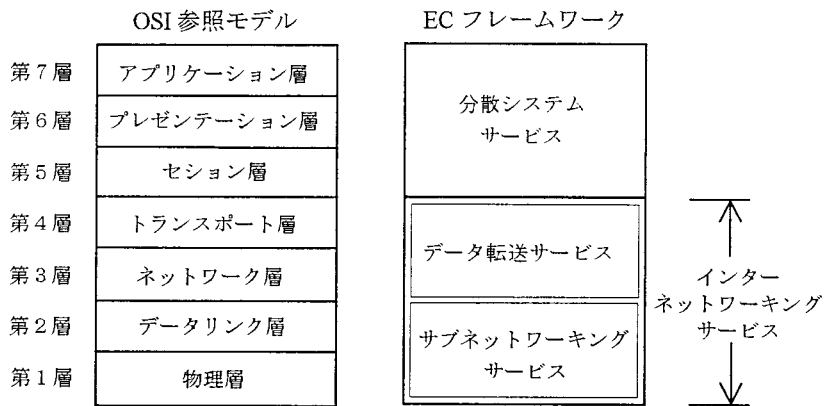 OSI 参照モデル
EC フレームワーク
第7層
アプリケーション層
第6層
プレゼンテーション層
第5層
セション層
第4層
トランスポート層
第3層
ネットワーク層
第2層
データリンク層
第1層
物理層
分散システム
サービス
データ転送サービス
サブネットワーキング
サービス
インター
ネットワーキング
サービス